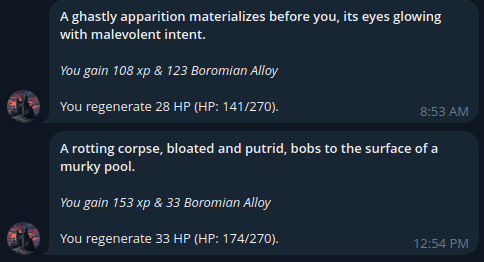 A ghastly apparition materializes before you, its eyes glowing
with malevolent intent.
You gain 108 xp & 123 Boromian Alloy
You regenerate 28 HP (HP: 141/270).
8:53 AM
A rotting corpse, bloated and putrid, bobs to the surface of a
murky pool.
You gain 153 xp & 33 Boromian Alloy
You regenerate 33 HP (HP: 174/270).
12:54 PM